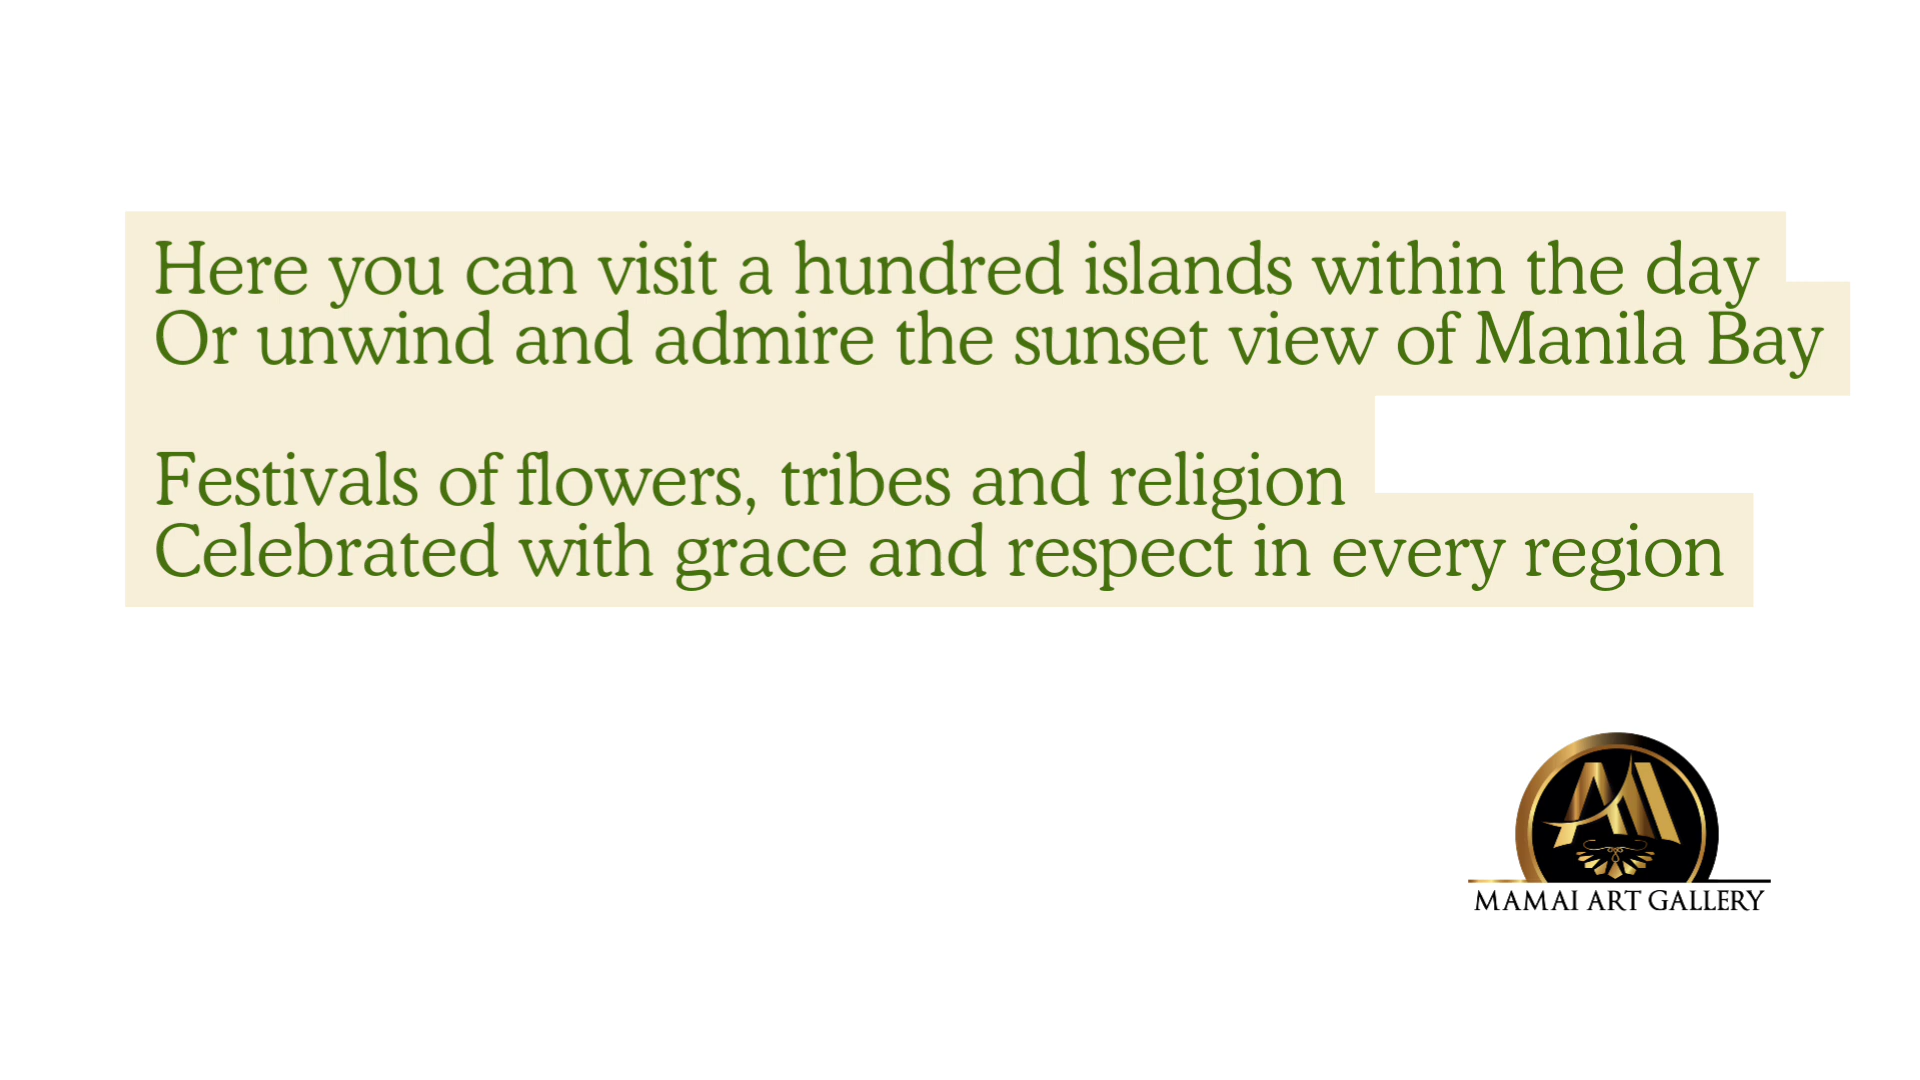 Here you can visit a hundred islands within the day
Or unwind and admire the sunset view of Manila Bay
Festivals of flowers, tribes and religion
Celebrated with grace and respect in every region
MAMAI ART GALLERY